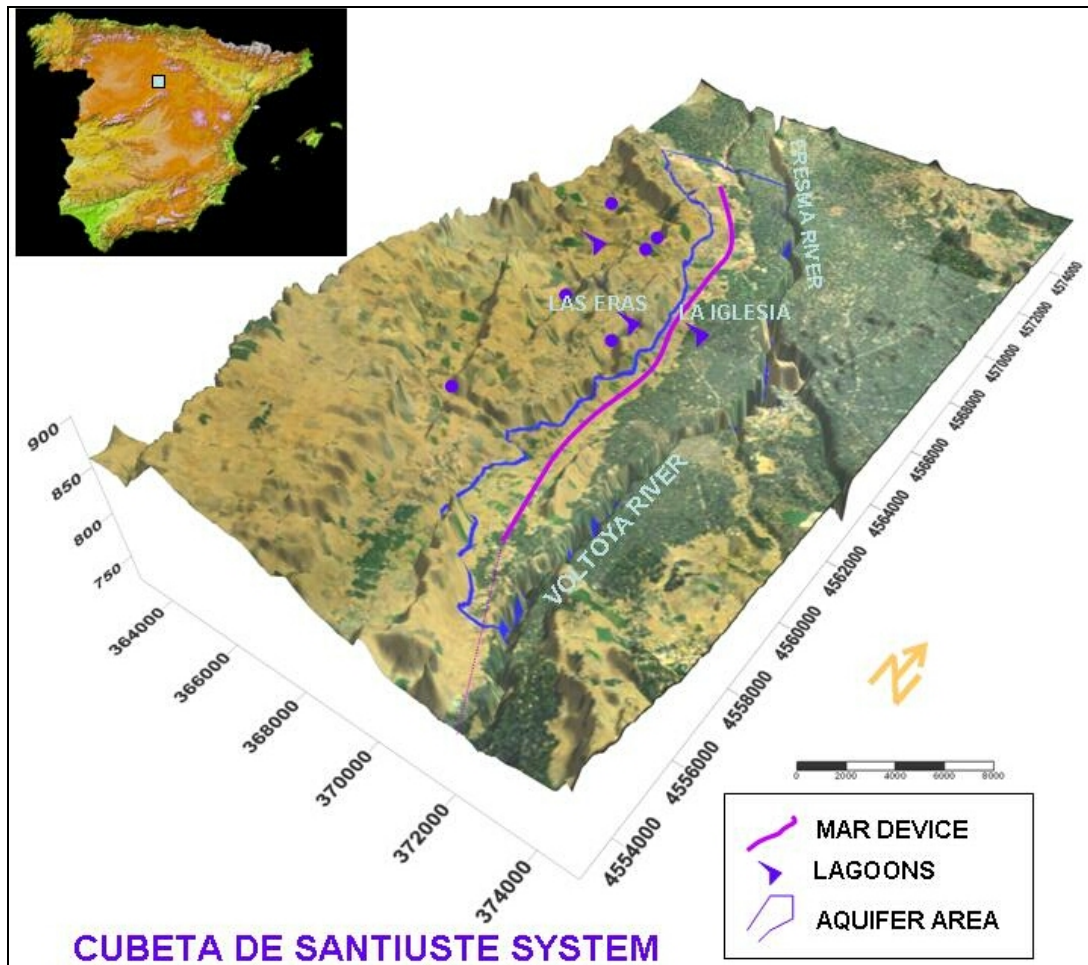 ERESMA RIVER
LAS ERAS
LA IGLESIA
VOLTOYA RIVER
900
850
800
750
364000
366000
368000
370000
372000
374000
4554000
4556000
4558000
4560000
4562000
4564000
4566000
4568000
4570000
4572000
4574000
N
0 2000 4000 6000 8000
MAR DEVICE
LAGOONS
AQUIFER AREA
CUBETA DE SANTIUSTE SYSTEM